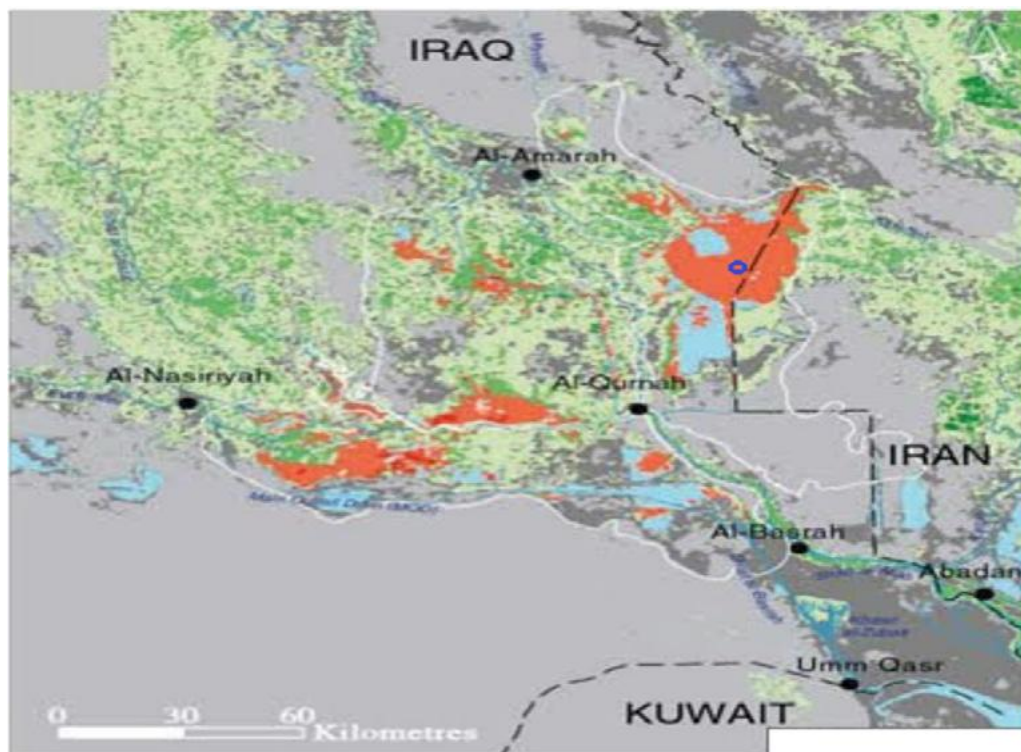 IRAQ
Al-Amarah
Al-Nasiriyah
Al-Qurnah
IRAN
Main Outfall Drain (MOD)
Al-Basrah
Abadan
Umm Qasr
KUWAIT
0 30 60
Kilometres